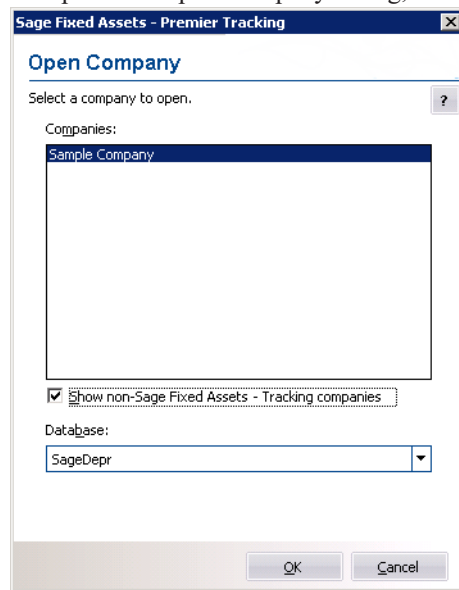 Sage Fixed Assets - Premier Tracking
Open Company
Select a company to open.
?
Companies:
Sample Company
Show non-Sage Fixed Assets - Tracking companies
Database:
SageDepr
OK
Cancel